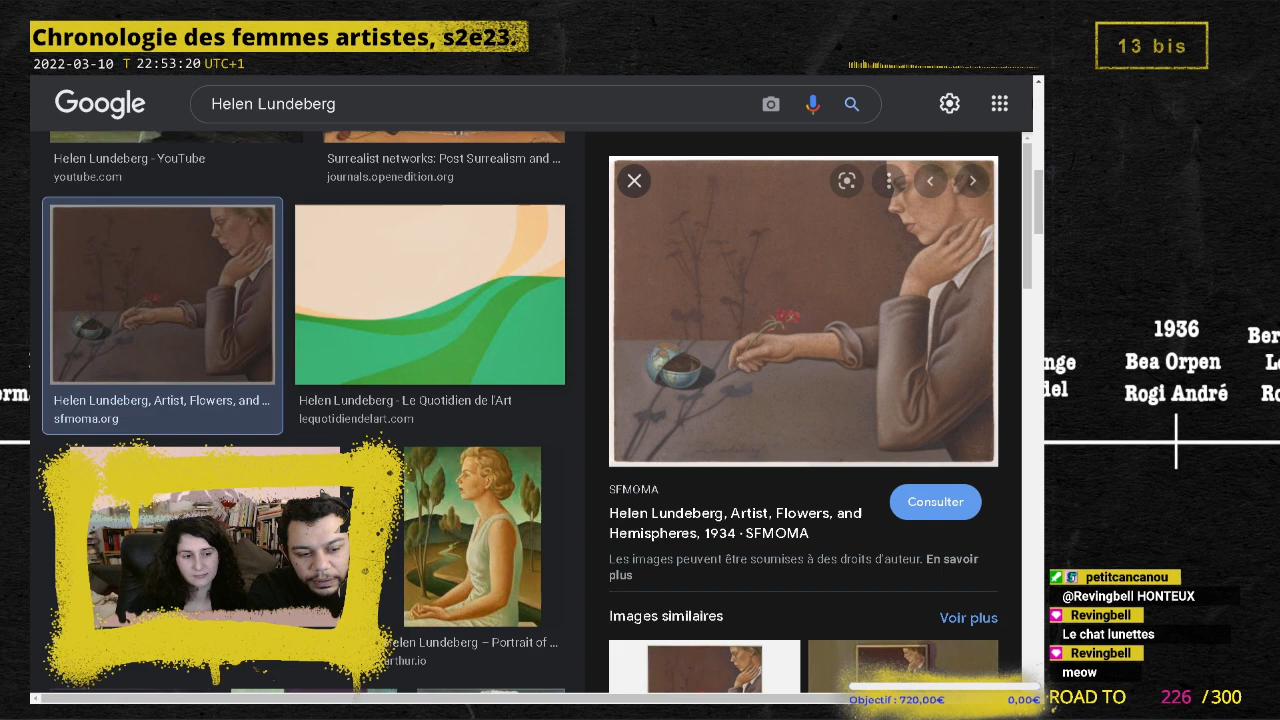 Chronologie des femmes artistes, s2e23.
2022-03-10 T 22:53:20 UTC+1
13 bis
Google
Helen Lundeberg
Helen Lundeberg - YouTube
youtube.com
Surrealist networks: Post Surrealism and ...
journals.openedition.org
Helen Lundeberg, Artist, Flowers, and ...
sfmoma.org
Helen Lundeberg - Le Quotidien de l'Art
lequotidiendelart.com
elen Lundeberg – Portrait of ...
arthur.io
SFMOMA
Helen Lundeberg, Artist, Flowers, and
Hemispheres, 1934 · SFMOMA
Consulter
Les images peuvent être soumises à des droits d'auteur. En savoir
plus
Images similaires
Voir plus
Objectif : 720,00€
0,00€
1936
Bea Orpen
Rogi André
nge
del
Ber
petitcancanou
@Revingbell HONTEUX
Revingbell
Le chat lunettes
Revingbell
meow
ROAD TO 226 / 300